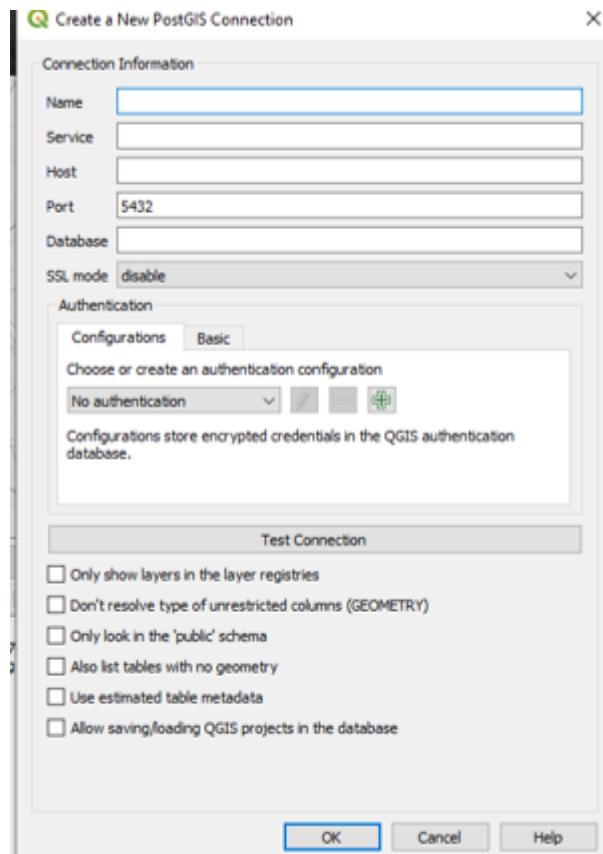 Create a New PostGIS Connection
Connection Information
Name
Service
Host
Port 5432
Database
SSL mode disable
Authentication
Configurations Basic
Choose or create an authentication configuration
No authentication
Configurations store encrypted credentials in the QGIS authentication
database.
Test Connection
Only show layers in the layer registries
Don't resolve type of unrestricted columns (GEOMETRY)
Only look in the 'public' schema
Also list tables with no geometry
Use estimated table metadata
Allow saving/loading QGIS projects in the database
OK Cancel Help